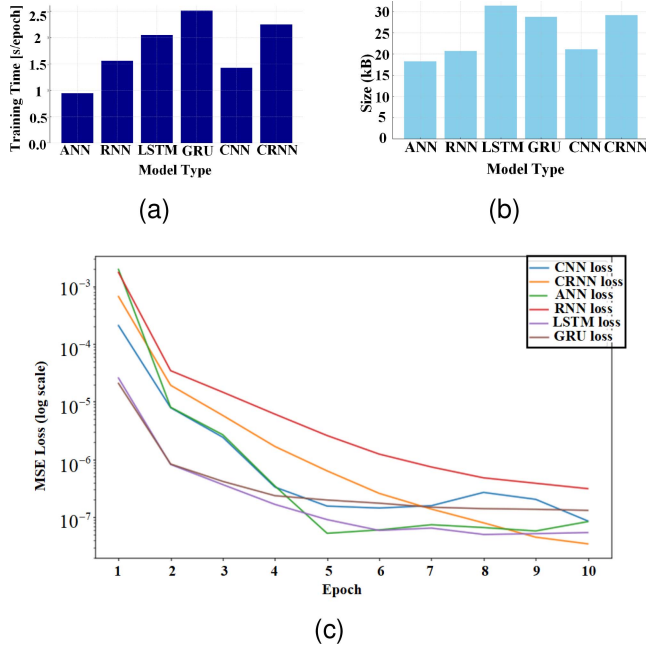 Training Time [s/epoch]
2.5
2
1.5
1
0.5
0.0
ANN RNN LSTM GRU CNN CRNN
Model Type
(a)
Size (kB)
30
25
20
15
10
5
0
ANN RNN LSTM GRU CNN CRNN
Model Type
(b)
MSE Loss (log scale)
10⁻³
10⁻⁴
10⁻⁵
10⁻⁶
10⁻⁷
CNN loss
CRNN loss
ANN loss
RNN loss
LSTM loss
GRU loss
1 2 3 4 5 6 7 8 9 10
Epoch
(c)